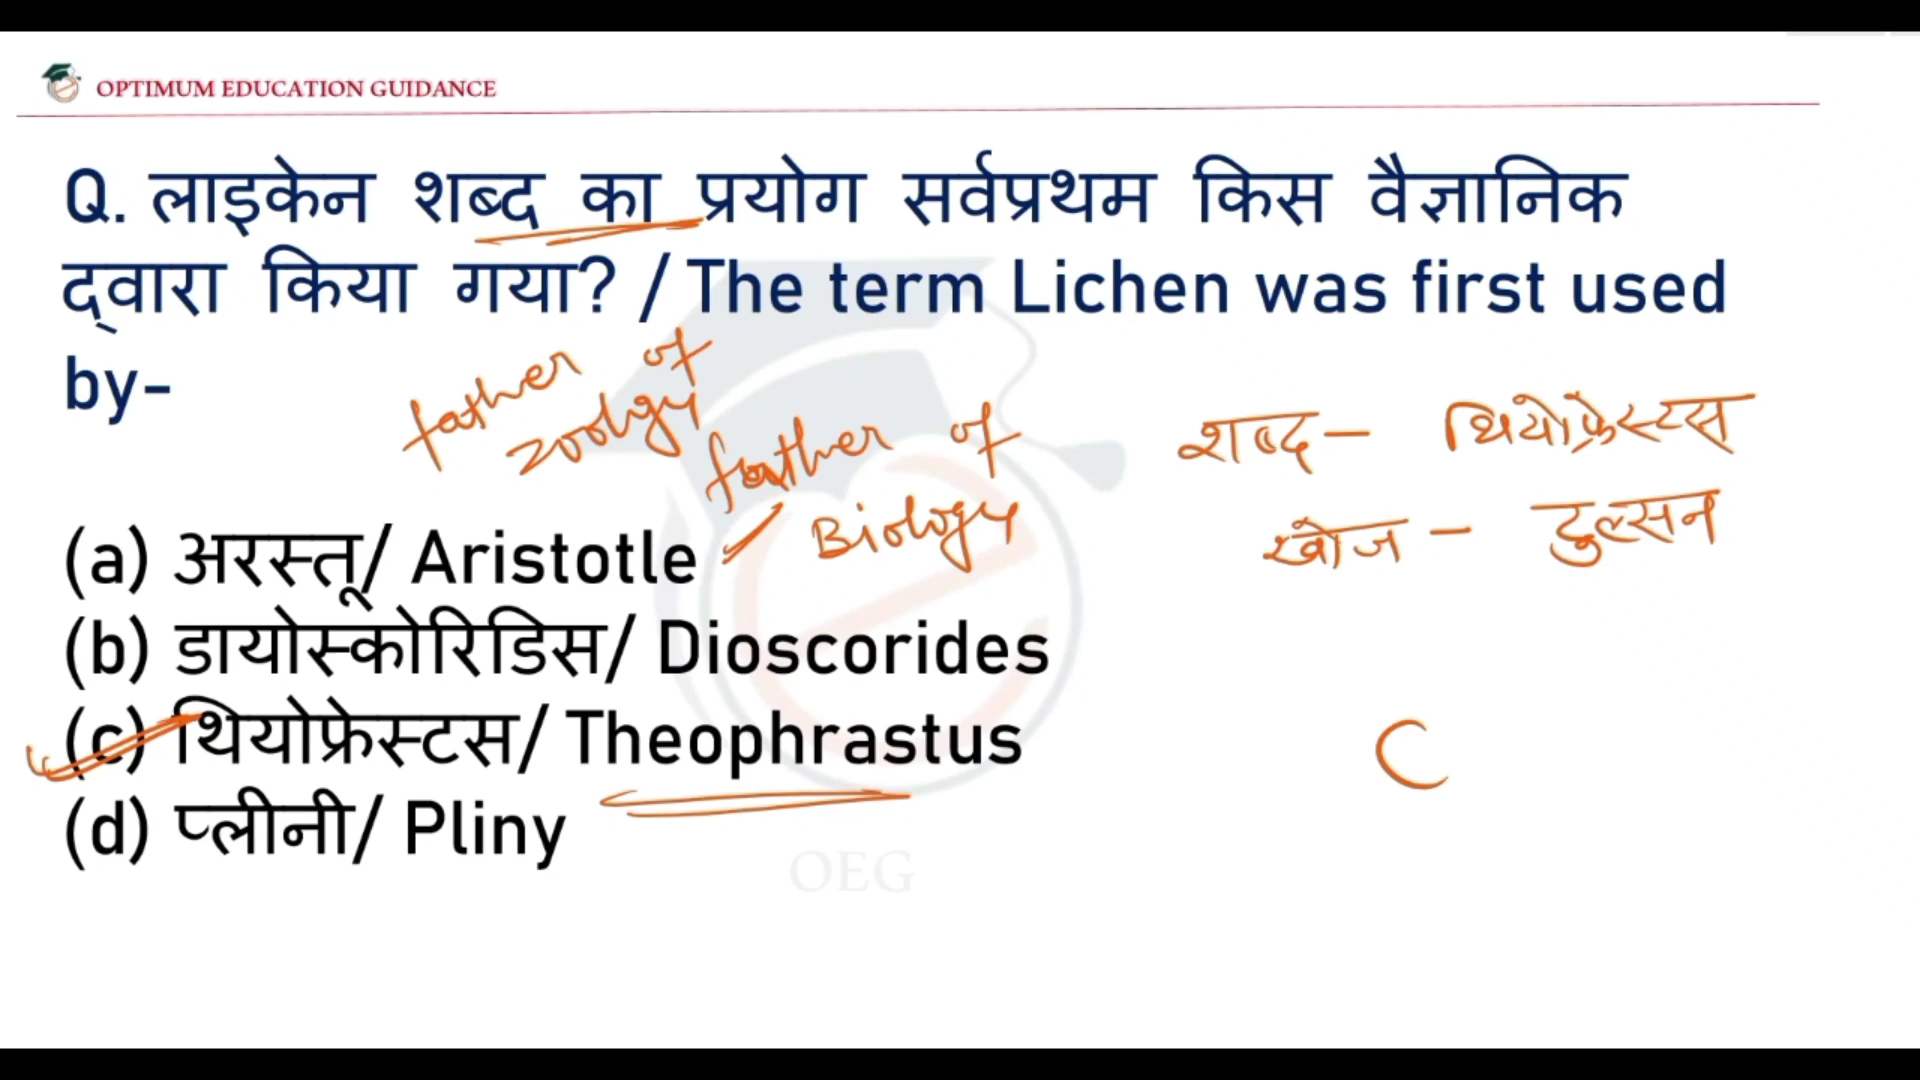 OPTIMUM EDUCATION GUIDANCE
Q. लाइकेन शब्द का प्रयोग सर्वप्रथम किस वैज्ञानिक
द्वारा किया गया? / The term Lichen was first used
by-
father of
zoology
father of
Biology
शब्द - थियोफ्रेस्टस
खोज - टुल्सन
(a) अरस्तू/ Aristotle
(b) डायोस्कोरिडिस/ Dioscorides
(c) थियोफ्रेस्टस/ Theophrastus
C
(d) प्लीनी/ Pliny
OEG